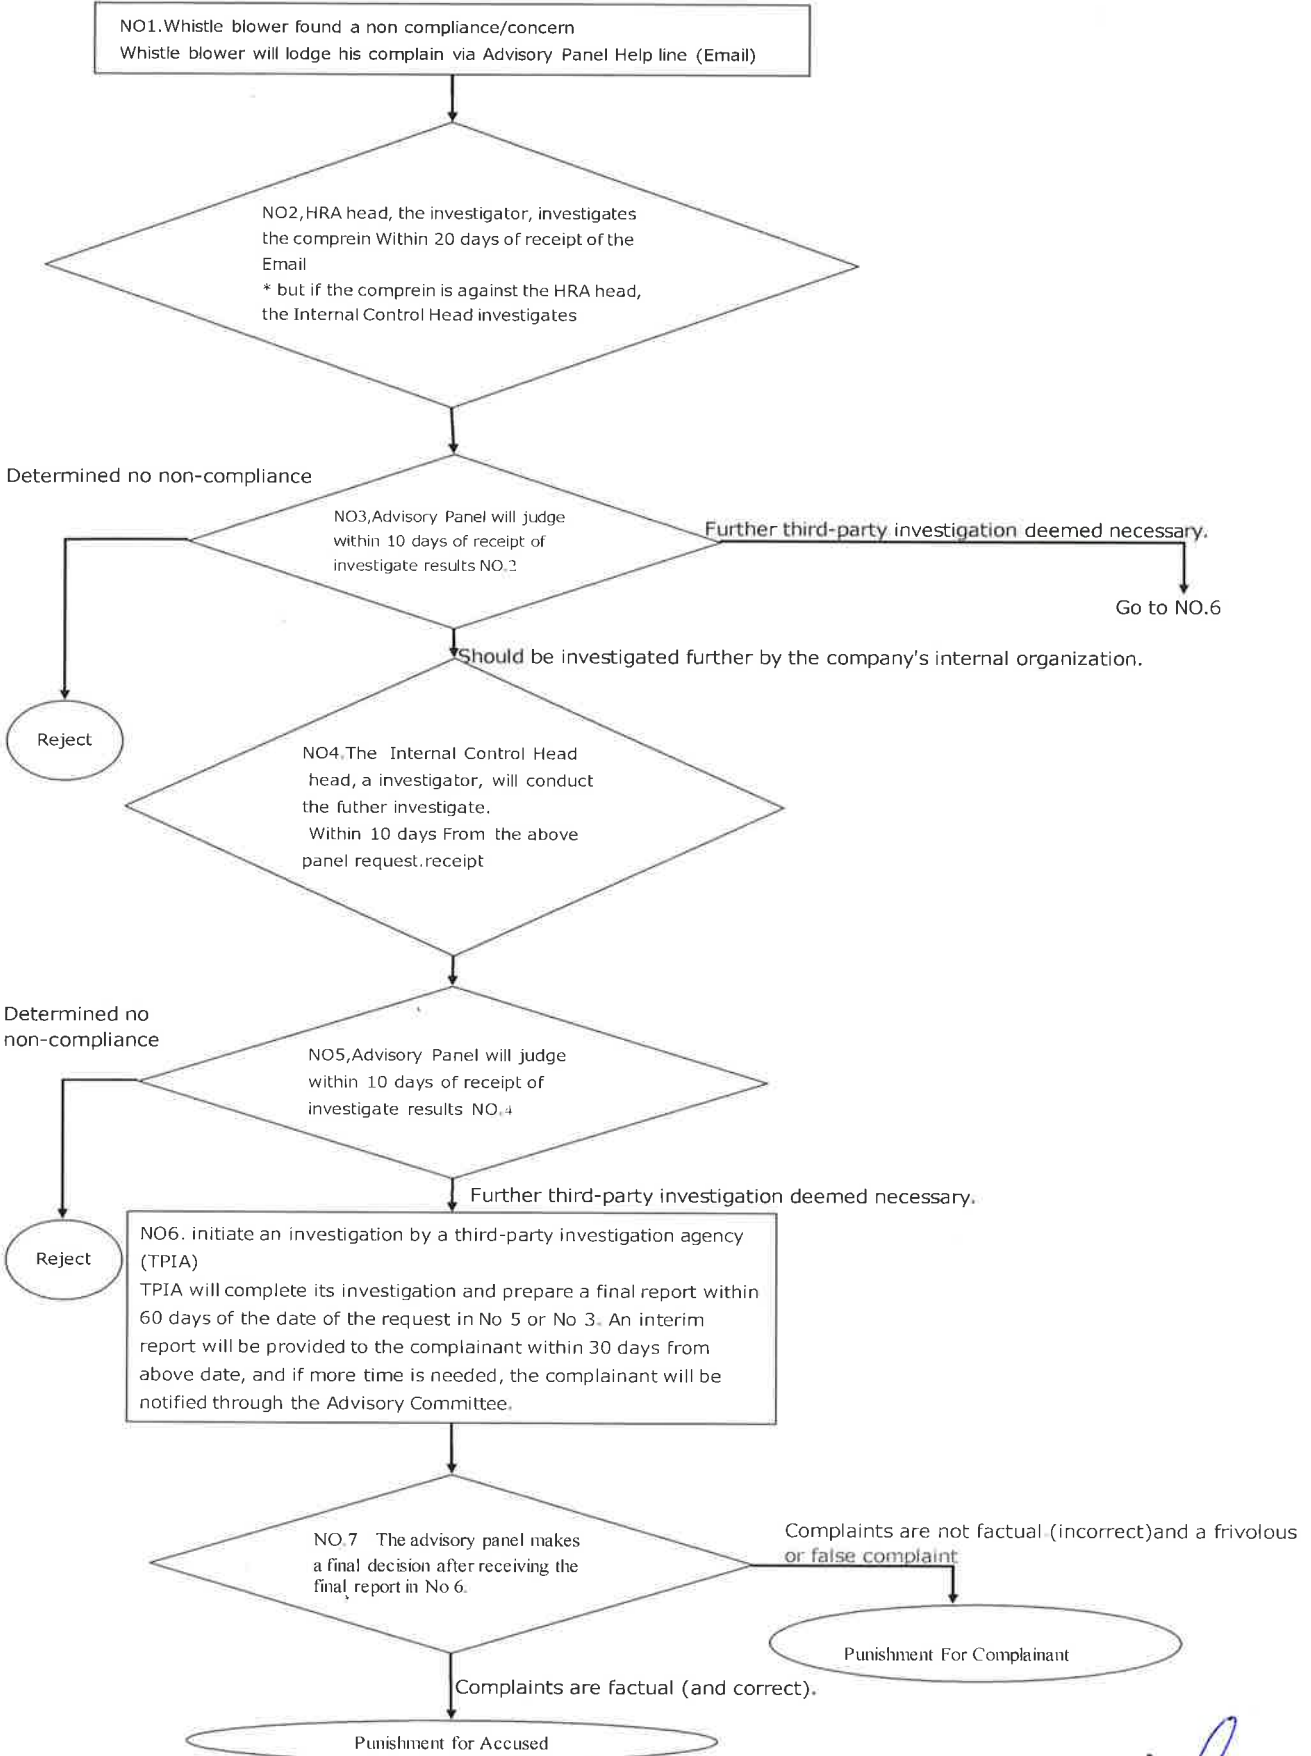 NO1.Whistle blower found a non compliance/concern
Whistle blower will lodge his complain via Advisory Panel Help line (Email)
NO2,HRA head, the investigator, investigates
the comprein Within 20 days of receipt of the
Email
* but if the comprein is against the HRA head,
the Internal Control Head investigates
Determined no non-compliance
NO3,Advisory Panel will judge
within 10 days of receipt of
investigate results NO.2
Further third-party investigation deemed necessary.
Go to NO.6
Should be investigated further by the company's internal organization.
Reject
NO4.The Internal Control Head
head, a investigator, will conduct
the futher investigate.
Within 10 days From the above
panel request.receipt
Determined no
non-compliance
NO5,Advisory Panel will judge
within 10 days of receipt of
investigate results NO.4
Further third-party investigation deemed necessary.
Reject
NO6. initiate an investigation by a third-party investigation agency
(TPIA)
TPIA will complete its investigation and prepare a final report within
60 days of the date of the request in No 5 or No 3. An interim
report will be provided to the complainant within 30 days from
above date, and if more time is needed, the complainant will be
notified through the Advisory Committee.
NO.7 The advisory panel makes
a final decision after receiving the
final report in No 6.
Complaints are not factual (incorrect)and a frivolous
or false complaint
Punishment For Complainant
Complaints are factual (and correct).
Punishment for Accused